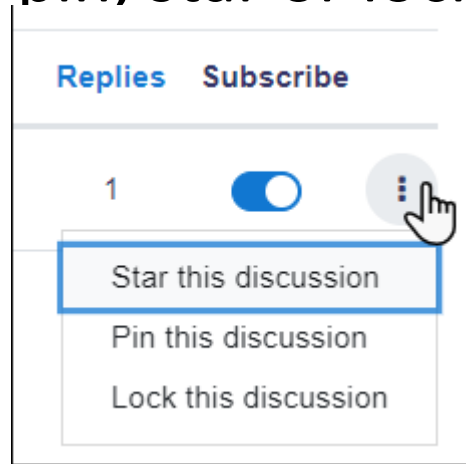 Replies Subscribe
1
Star this discussion
Pin this discussion
Lock this discussion